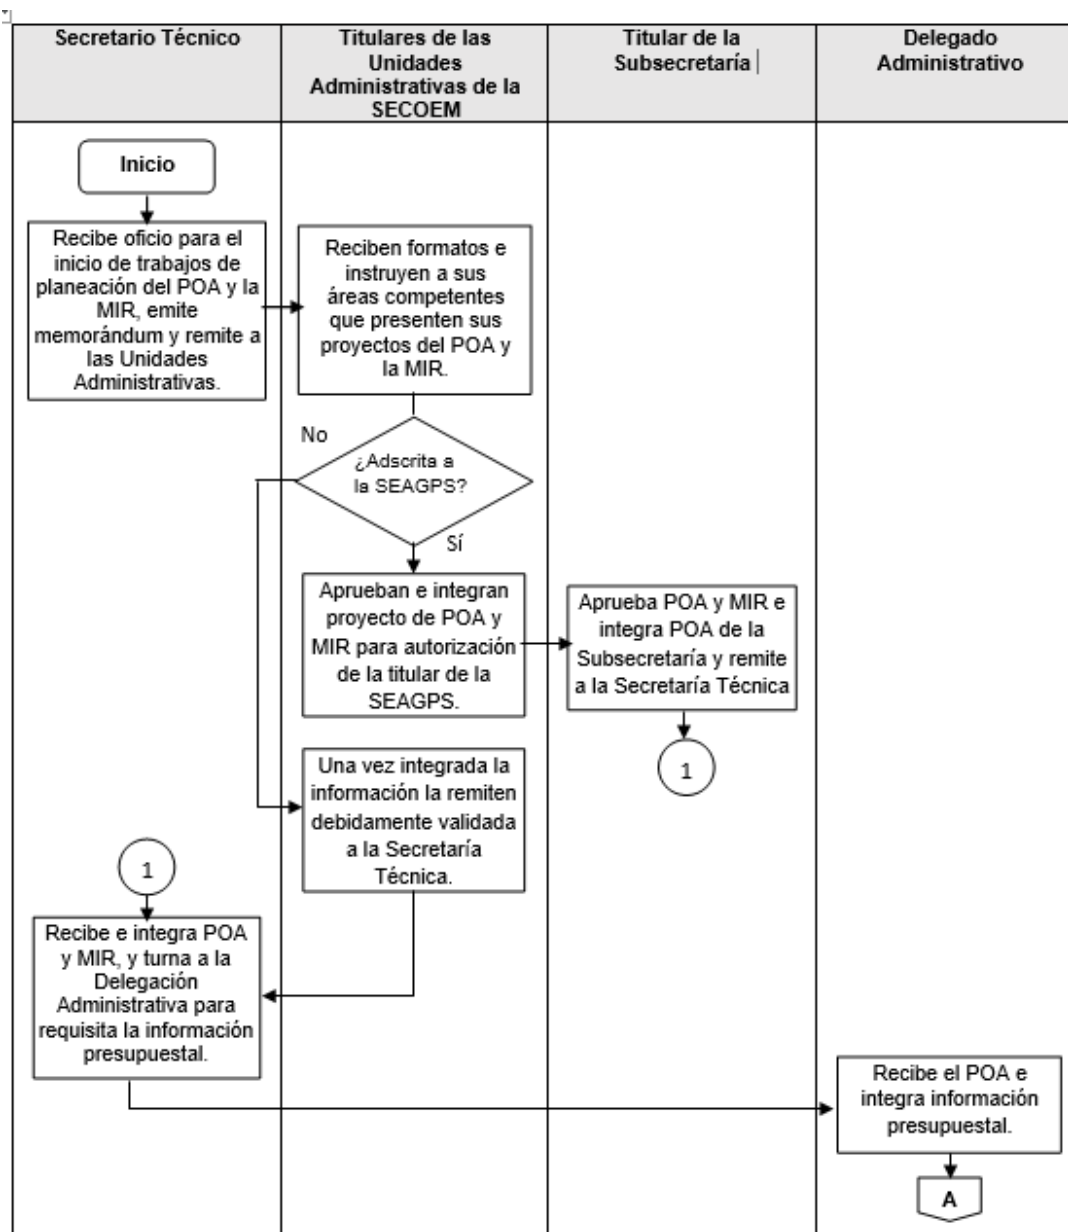 Secretario Técnico
Titulares de las
Unidades
Administrativas de la
SECOEM
Titular de la
Subsecretaría
Delegado
Administrativo
Inicio
Recibe oficio para el
inicio de trabajos de
planeación del POA y la
MIR, emite
memorándum y remite a
las Unidades
Administrativas.
Reciben formatos e
instruyen a sus
áreas competentes
que presenten sus
proyectos del POA y
la MIR.
No
¿Adscrita a
la SEAGPS?
Sí
Aprueban e integran
proyecto de POA y
MIR para autorización
de la titular de la
SEAGPS.
Aprueba POA y MIR e
integra POA de la
Subsecretaría y remite
a la Secretaría Técnica
1
Una vez integrada la
información la remiten
debidamente validada
a la Secretaría
Técnica.
1
Recibe e integra POA
y MIR, y turna a la
Delegación
Administrativa para
requisita la información
presupuestal.
Recibe el POA e
integra información
presupuestal.
A